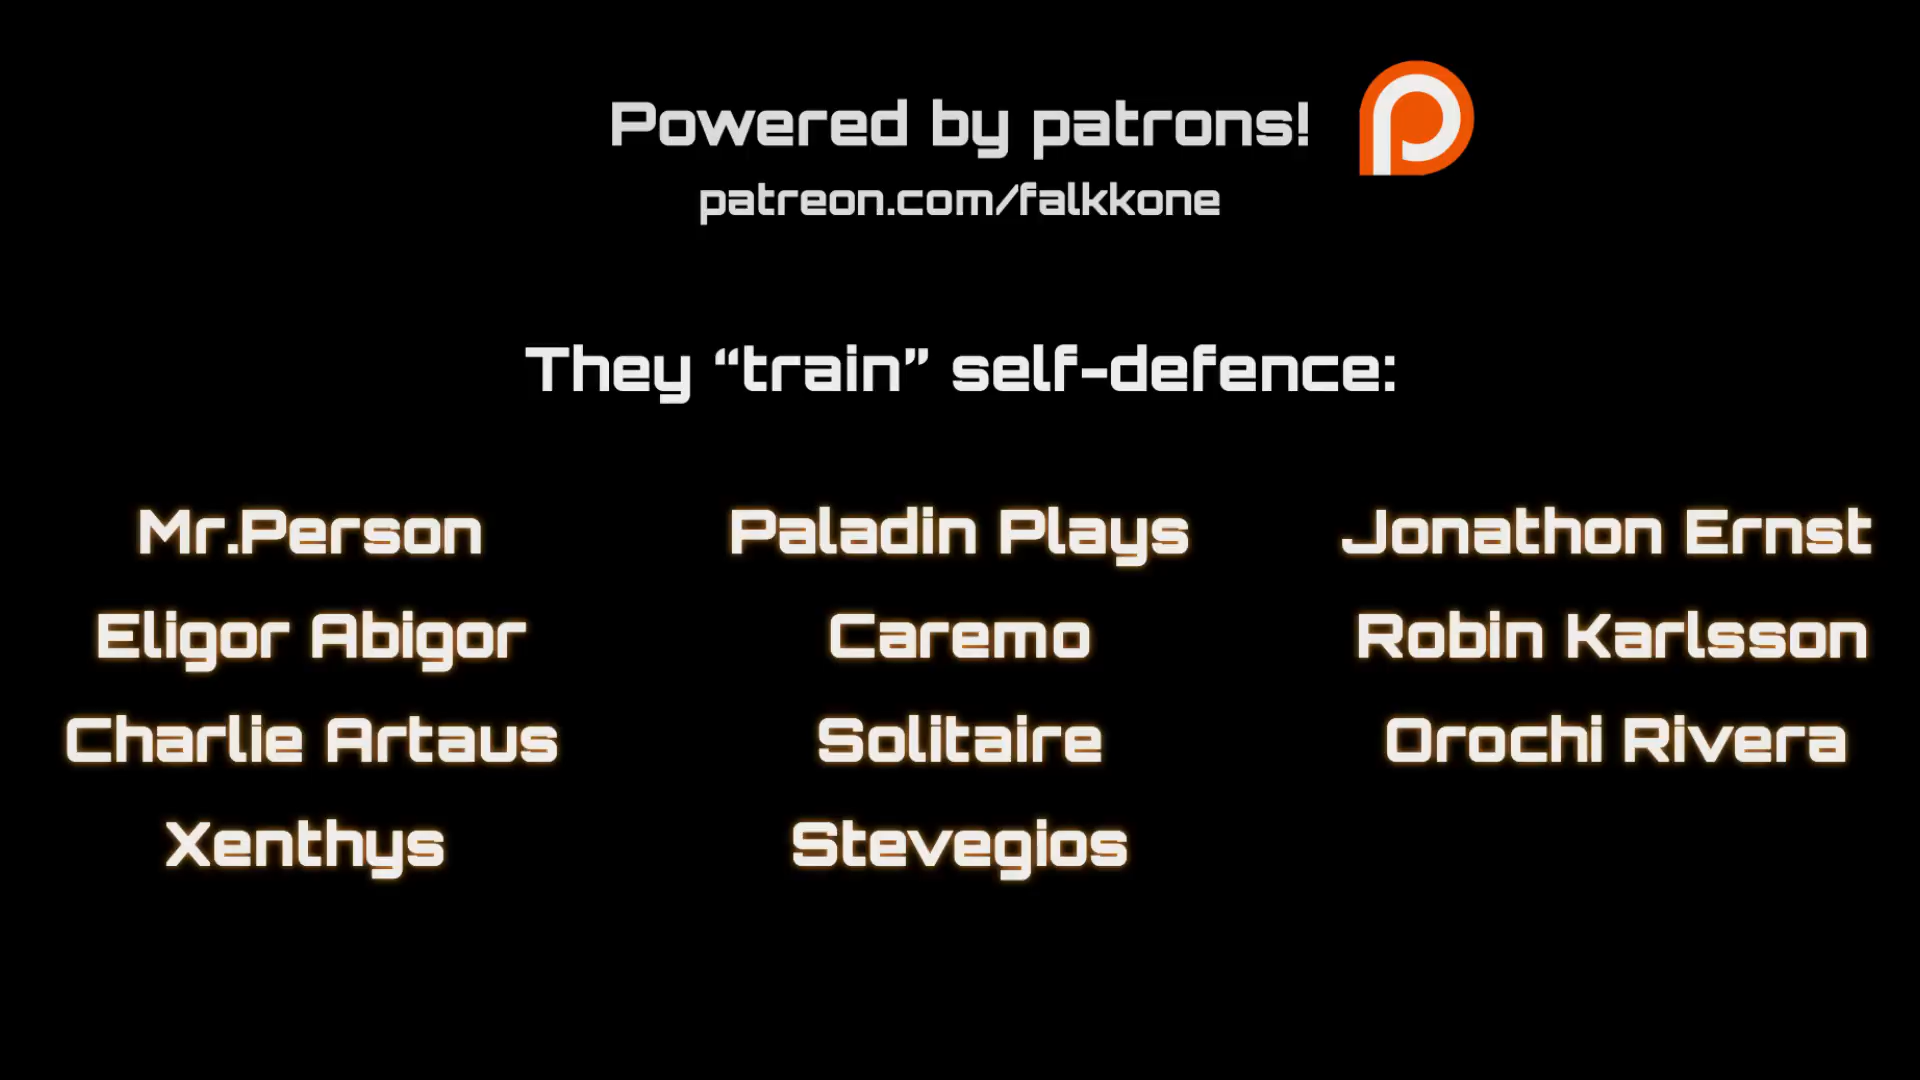 Powered by patrons!
patreon.com/falkkone
They “train” self-defence:
Mr.Person
Paladin Plays
Jonathon Ernst
Eligor Abigor
Caremo
Robin Karlsson
Charlie Artaus
Solitaire
Orochi Rivera
Xenthys
Stevegios